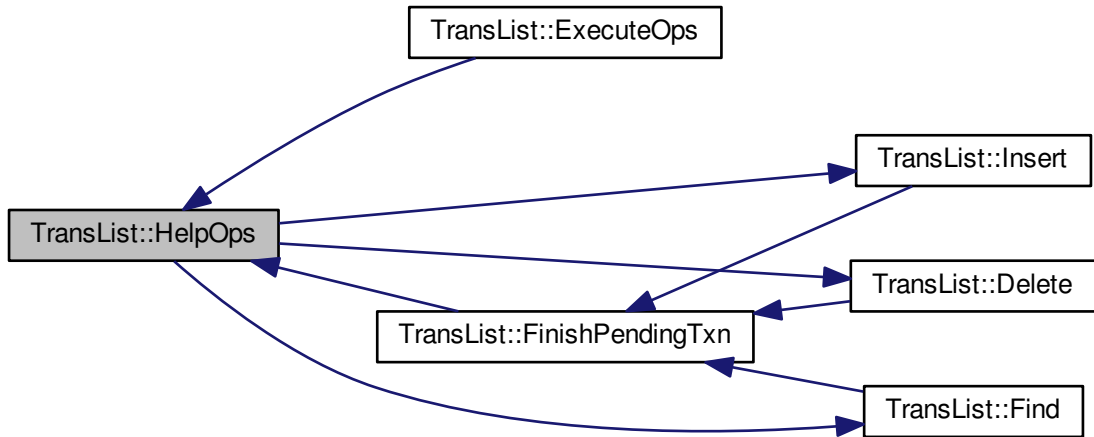 TransList::ExecuteOps
TransList::Insert
TransList::HelpOps
TransList::Delete
TransList::FinishPendingTxn
TransList::Find